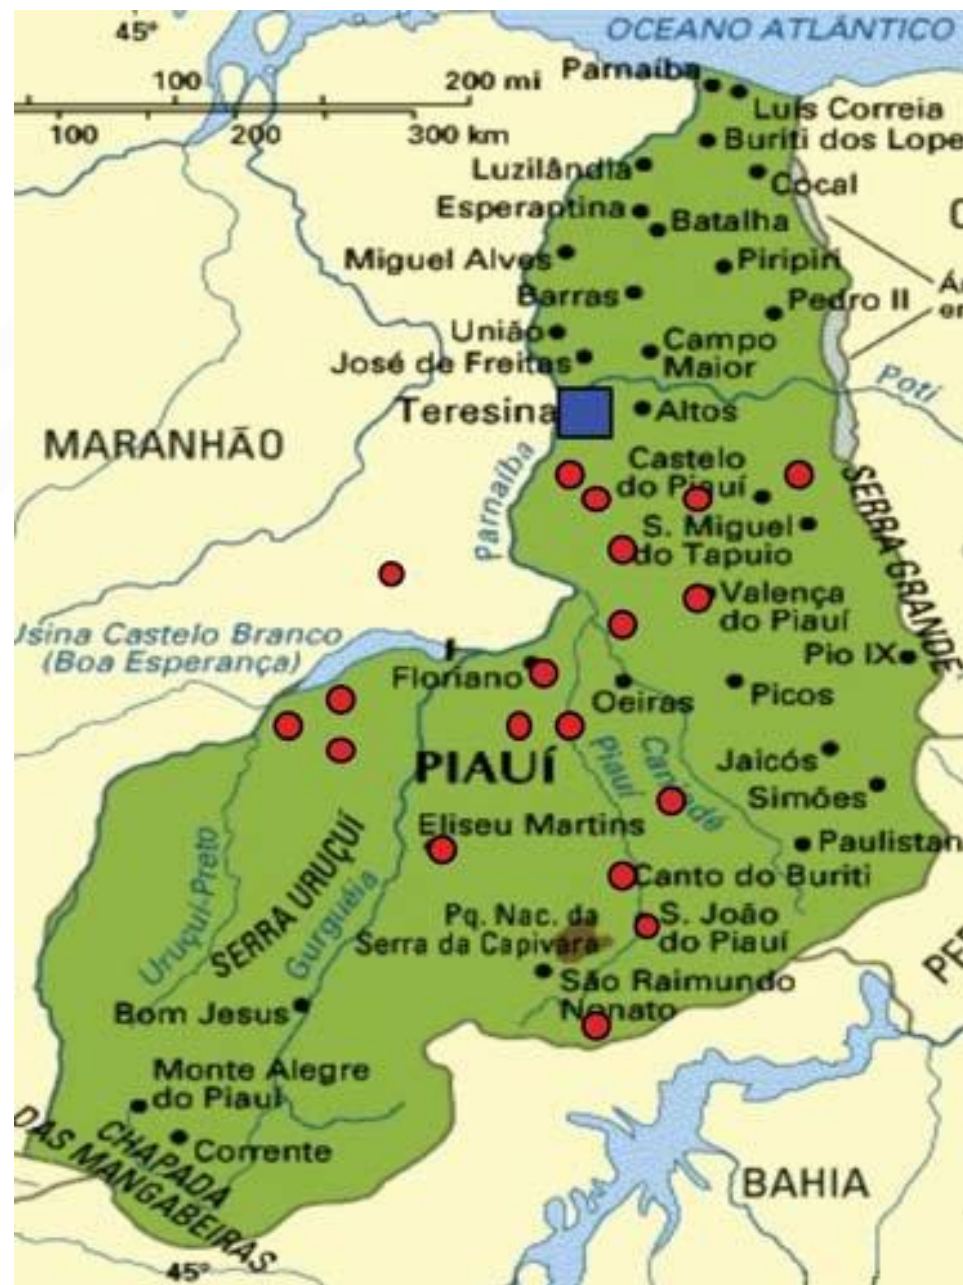 45°
OCEANO ATLÂNTICO
100
200 mi
100
200
300 km
Parnaíba
Luís Correia
Buriti dos Lope
Luzilândia
Cocal
Esperantina
Batalha
Miguel Alves
Piripiri
Barras
Pedro II
União
Campo
Maior
José de Freitas
Poti
Teresina
Altos
MARANHÃO
Parnaíba
Castelo
do Piauí
SERRA GRANDE
S. Miguel
do Tapuio
Valença
do Piauí
Usina Castelo Branco
(Boa Esperança)
Pio IX
Floriano
Oeiras
Picos
PIAUÍ
Piauí
Jaicós
Simões
Eliseu Martins
Paulistan
Uruçuí-Preto
SERRA URUÇUÍ
Gurguéia
Canto do Buriti
Pq. Nac. da
Serra da Capivara
S. João
do Piauí
São Raimundo
Nonato
PE
Bom Jesus
Monte Alegre
do Piauí
Corrente
CHAPADA
DAS MANGABEIRAS
BAHIA
45°